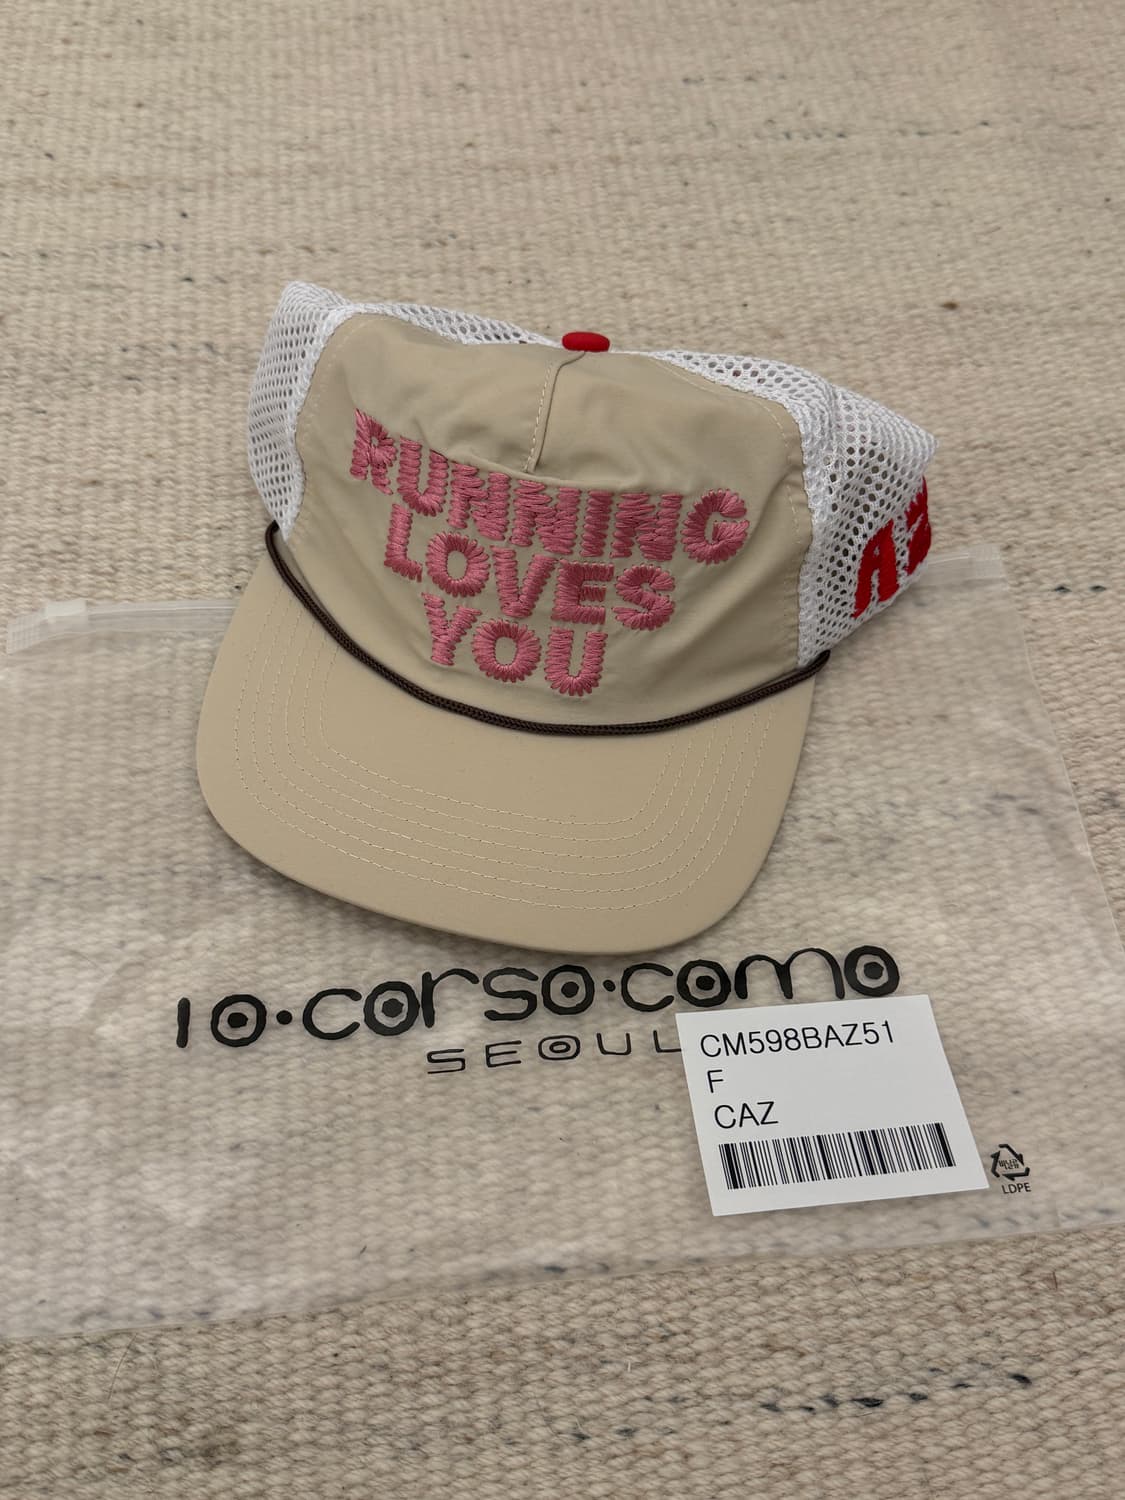 RUNNING
LOVES
YOU
10·corso·como
SEOUL
CM598BAZ51
F
CAZ
LDPE